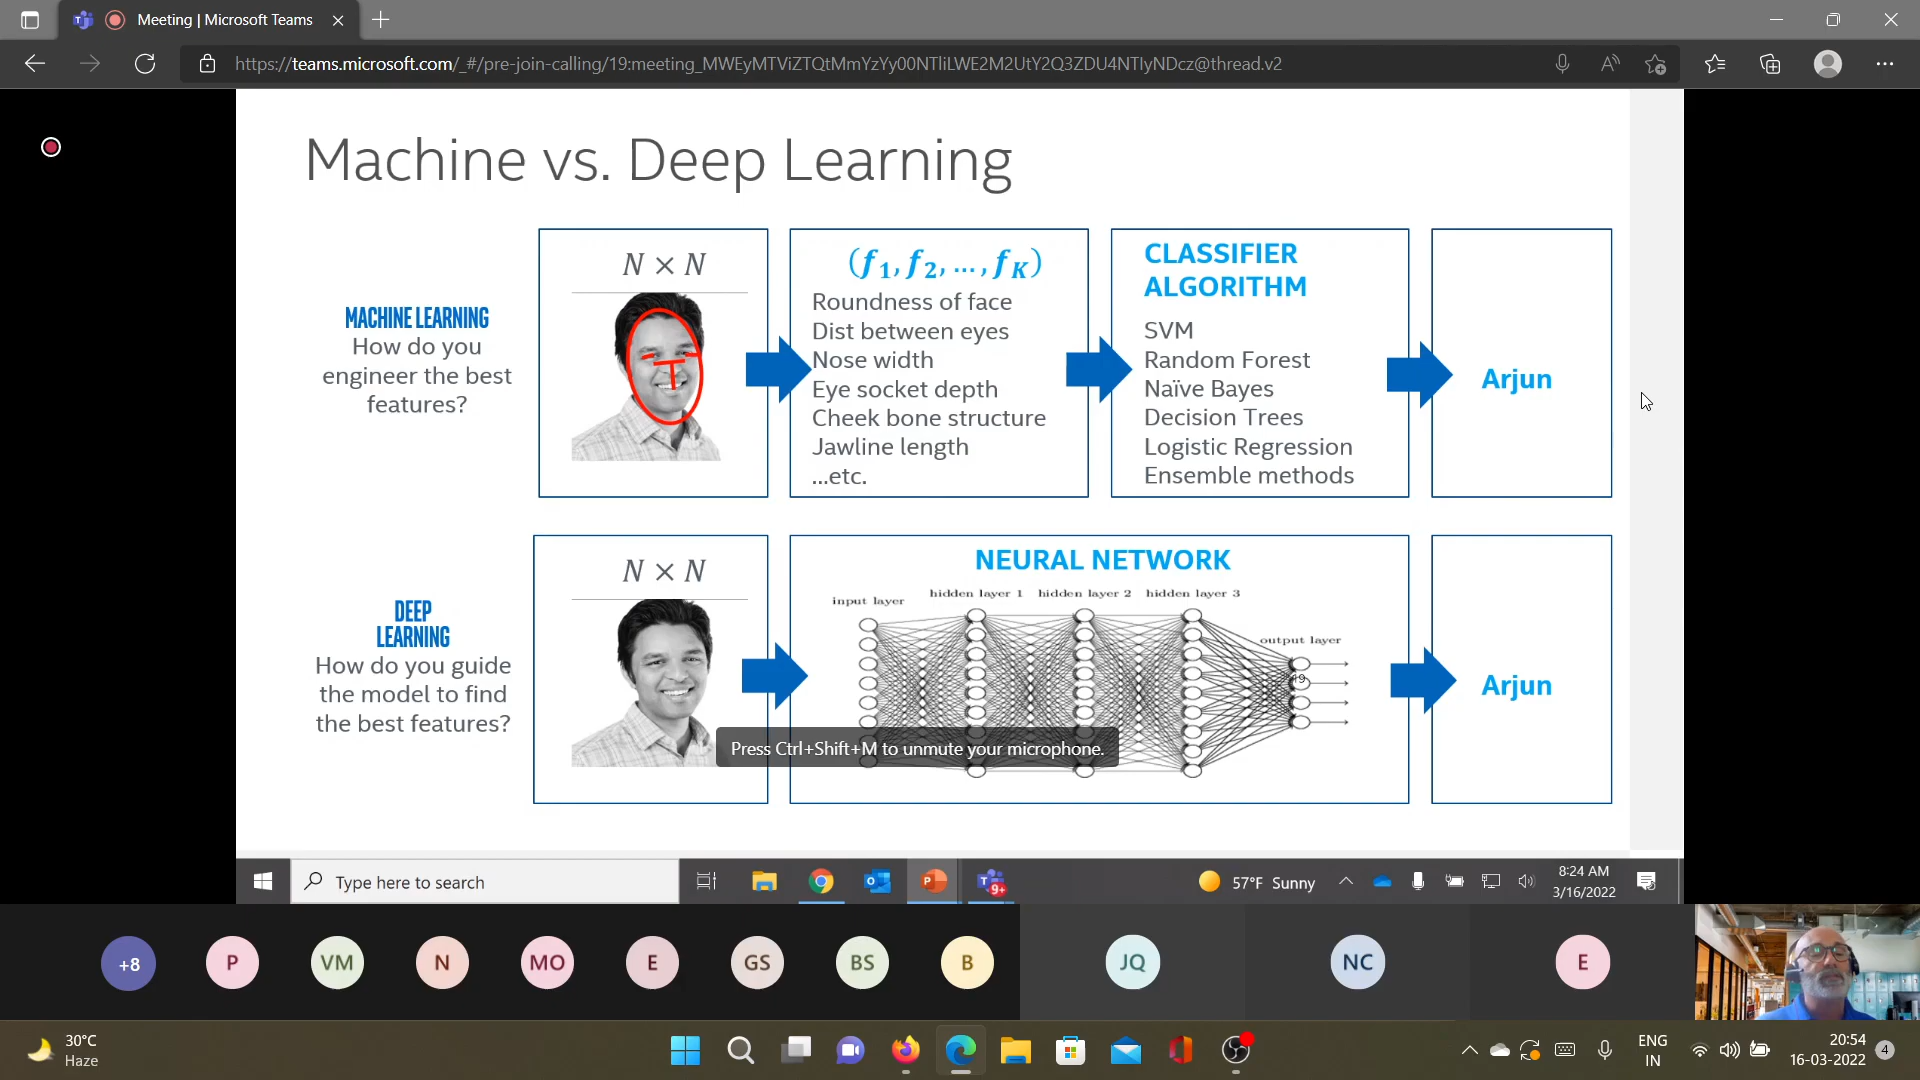 Meeting | Microsoft Teams
https://teams.microsoft.com/_#/pre-join-calling/19:meeting_MWEyMTViZTQtMmYzYy00NTliLWE2M2UtY2Q3ZDU4NTIyNDcz@thread.v2
Machine vs. Deep Learning
MACHINE LEARNING
How do you
engineer the best
features?
N × N
(f1, f2, ..., fK)
Roundness of face
Dist between eyes
Nose width
Eye socket depth
Cheek bone structure
Jawline length
...etc.
CLASSIFIER
ALGORITHM
SVM
Random Forest
Naïve Bayes
Decision Trees
Logistic Regression
Ensemble methods
Arjun
DEEP
LEARNING
How do you guide
the model to find
the best features?
N × N
NEURAL NETWORK
input layer
hidden layer 1 hidden layer 2 hidden layer 3
output layer
19
Arjun
Press Ctrl+Shift+M to unmute your microphone.
Type here to search
9+
57°F Sunny
8:24 AM
3/16/2022
+8
P
VM
N
MO
E
GS
BS
B
JQ
NC
E
30°C
Haze
ENG
IN
20:54
16-03-2022
4